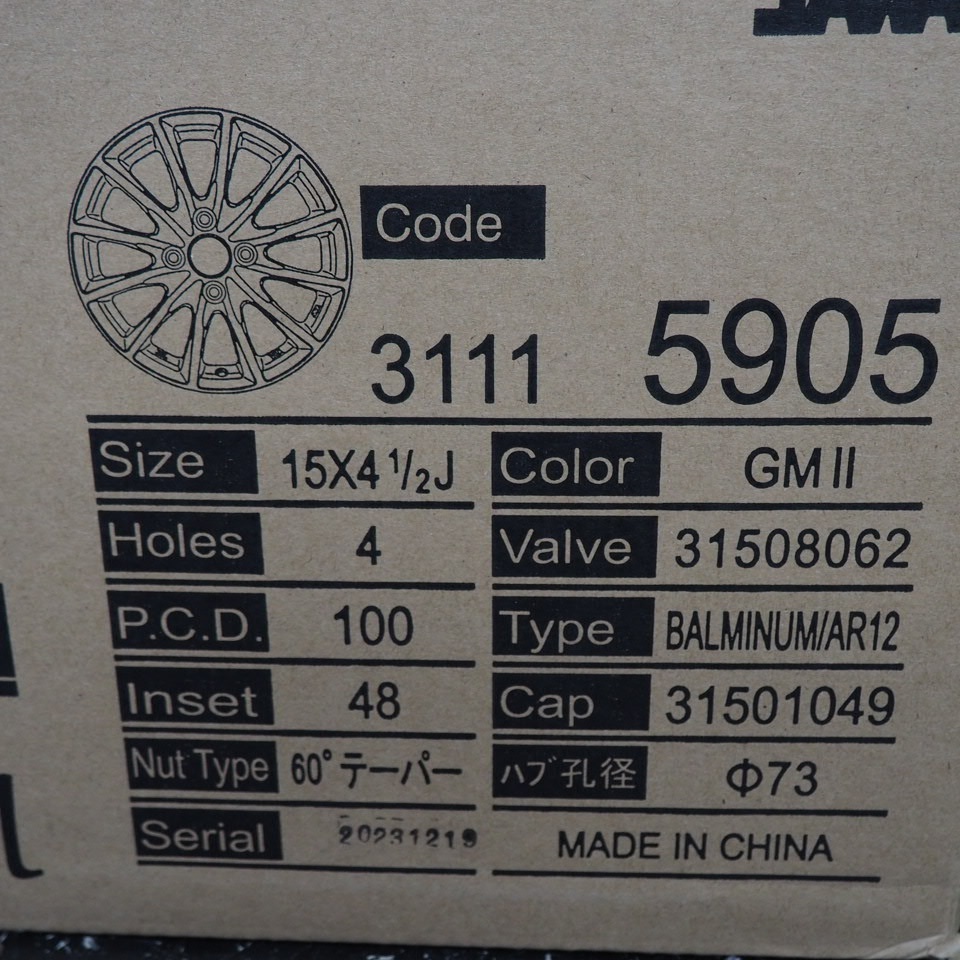 Code
3111 5905
Size 15X4 1/2J Color GM II
Holes 4 Valve 31508062
P.C.D. 100 Type BALMINUM/AR12
Inset 48 Cap 31501049
Nut Type 60°テーパー ハブ孔径 Φ73
Serial 20231219 MADE IN CHINA